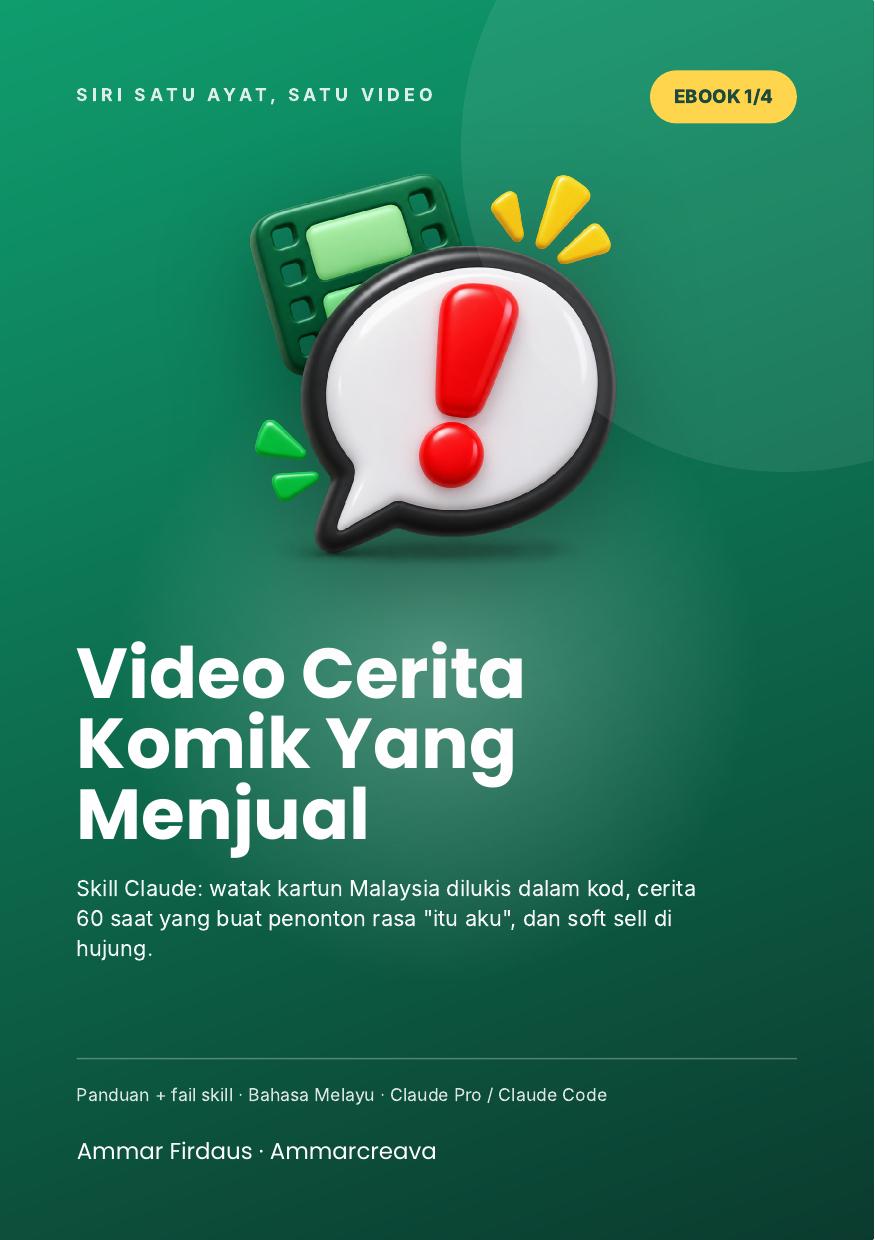 SIRI SATU AYAT, SATU VIDEO
EBOOK 1/4
Video Cerita
Komik Yang
Menjual
Skill Claude: watak kartun Malaysia dilukis dalam kod, cerita
60 saat yang buat penonton rasa "itu aku", dan soft sell di
hujung.
Panduan + fail skill · Bahasa Melayu · Claude Pro / Claude Code
Ammar Firdaus · Ammarcreava